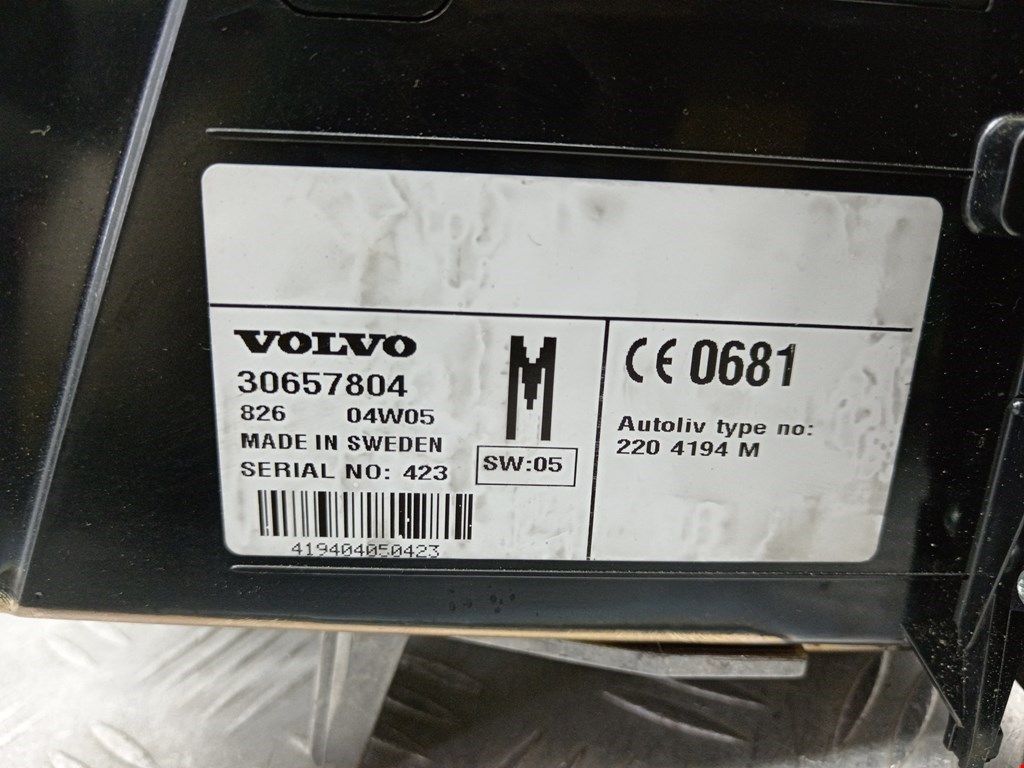 VOLVO
30657804
826 04W05
MADE IN SWEDEN
SERIAL NO: 423
419404050423
M
SW:05
CE 0681
Autoliv type no:
220 4194 M